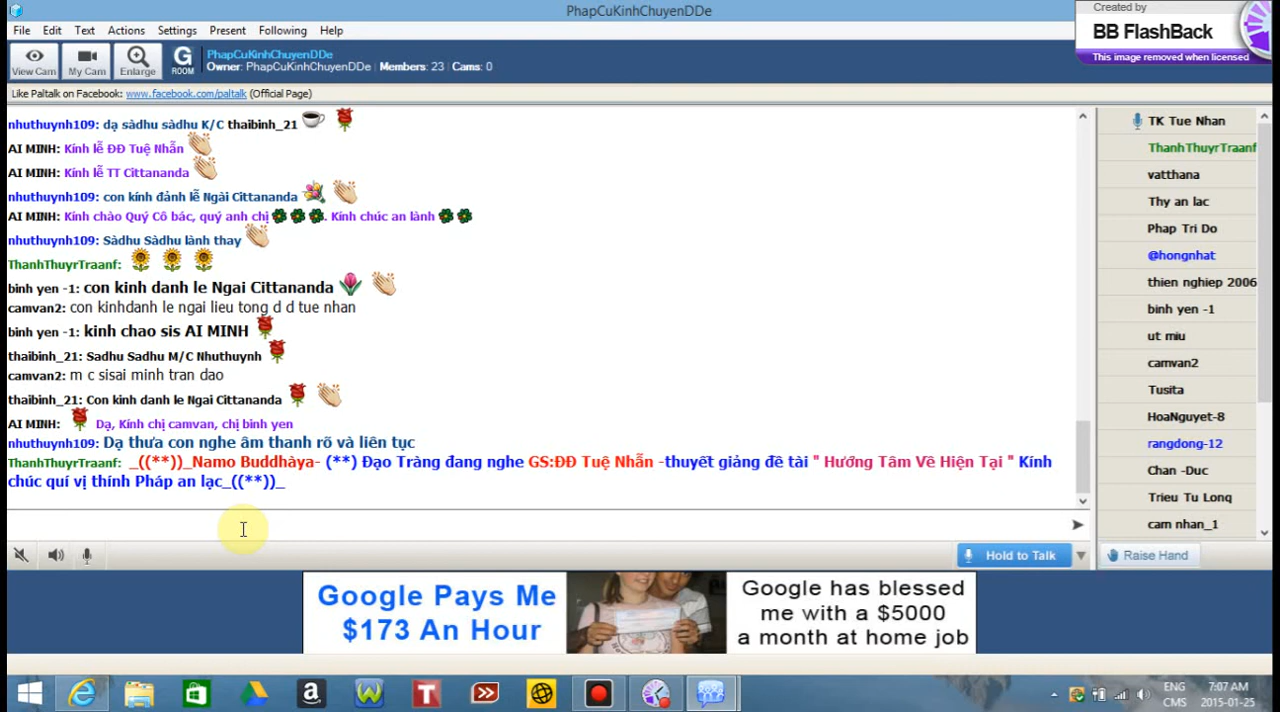 PhapCuKinhChuyenDDe
Created by
BB FlashBack
This image removed when licensed
File Edit Text Actions Settings Present Following Help
View Cam
My Cam
Enlarge
G
ROOM
PhapCuKinhChuyenDDe
Owner: PhapCuKinhChuyenDDe Members: 23 Cams: 0
Like Paltalk on Facebook: www.facebook.com/paltalk (Official Page)
nhuthuynh109: dạ sàdhu sàdhu K/C thaibinh_21
AI MINH: Kính lễ ĐĐ Tuệ Nhẫn
AI MINH: Kính lễ TT Cittananda
nhuthuynh109: con kính đảnh lễ Ngài Cittananda
AI MINH: Kính chào Quý Cô bác, quý anh chị . Kính chúc an lành
nhuthuynh109: Sàdhu Sàdhu lành thay
ThanhThuyrTraanf:
binh yen -1: con kinh danh le Ngai Cittananda
camvan2: con kinhdanh le ngai lieu tong d d tue nhan
binh yen -1: kinh chao sis AI MINH
thaibinh_21: Sadhu Sadhu M/C Nhuthuynh
camvan2: m c sisai minh tran dao
thaibinh_21: Con kinh danh le Ngai Cittananda
AI MINH: Dạ, Kính chị camvan, chị bình yen
nhuthuynh109: Dạ thưa con nghe âm thanh rõ và liên tục
ThanhThuyrTraanf: _((**))_Namo Buddhàya- (**) Đạo Tràng đang nghe GS:ĐĐ Tuệ Nhẫn -thuyết giảng đề tài " Hướng Tâm Về Hiện Tại " Kính
chúc quí vị thính Pháp an lạc_((**))_
TK Tue Nhan
ThanhThuyrTraanf
vatthana
Thy an lac
Phap Tri Do
@hongnhat
thien nghiep 2006
binh yen -1
ut miu
camvan2
Tusita
HoaNguyet-8
rangdong-12
Chan -Duc
Trieu Tu Long
cam nhan_1
Hold to Talk
Raise Hand
Google Pays Me
$173 An Hour
Google has blessed
me with a $5000
a month at home job
ENG
CMS
7:07 AM
2015-01-25